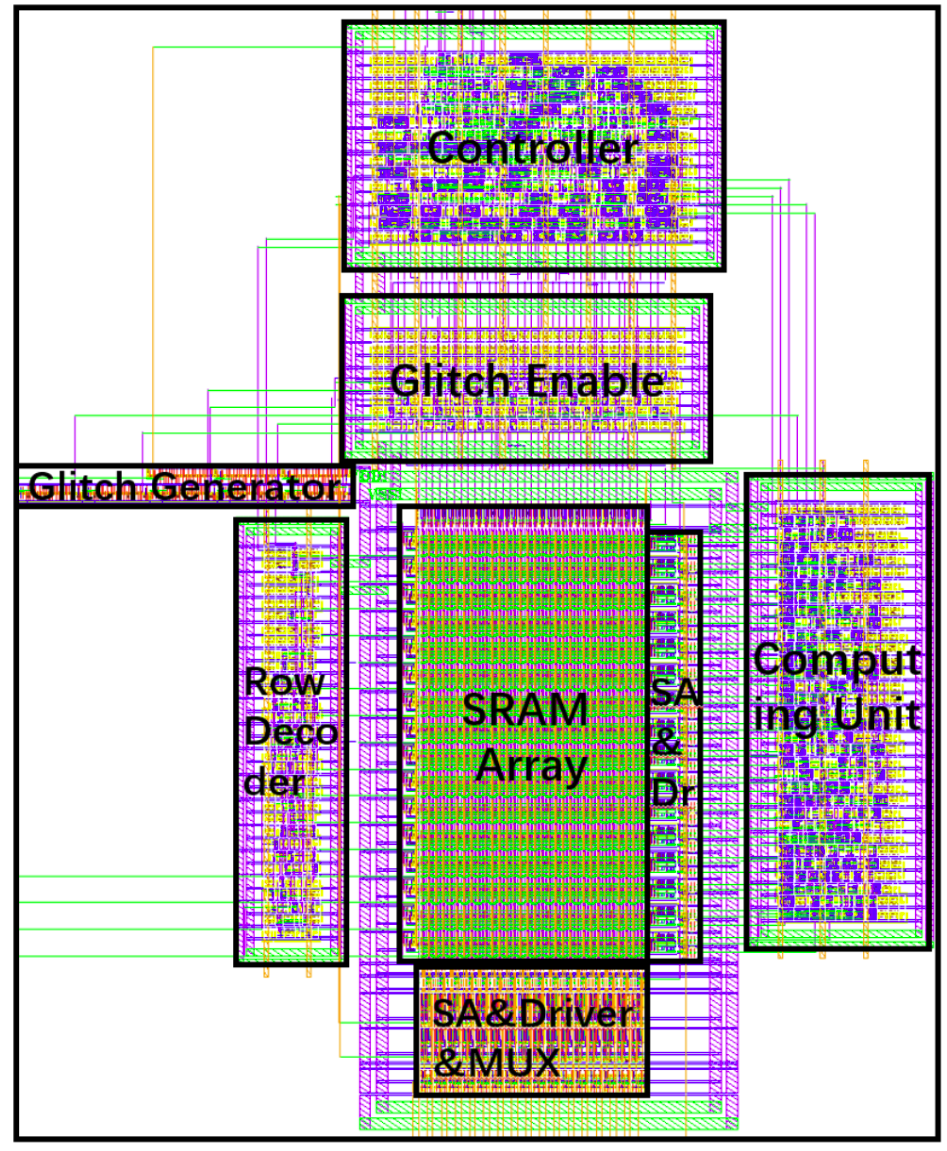 Controller
Glitch Enable
Glitch Generator
Row
Deco
der
SRAM
Array
SA
&
Dr
Comput
ing Unit
SA&Driver
&MUX